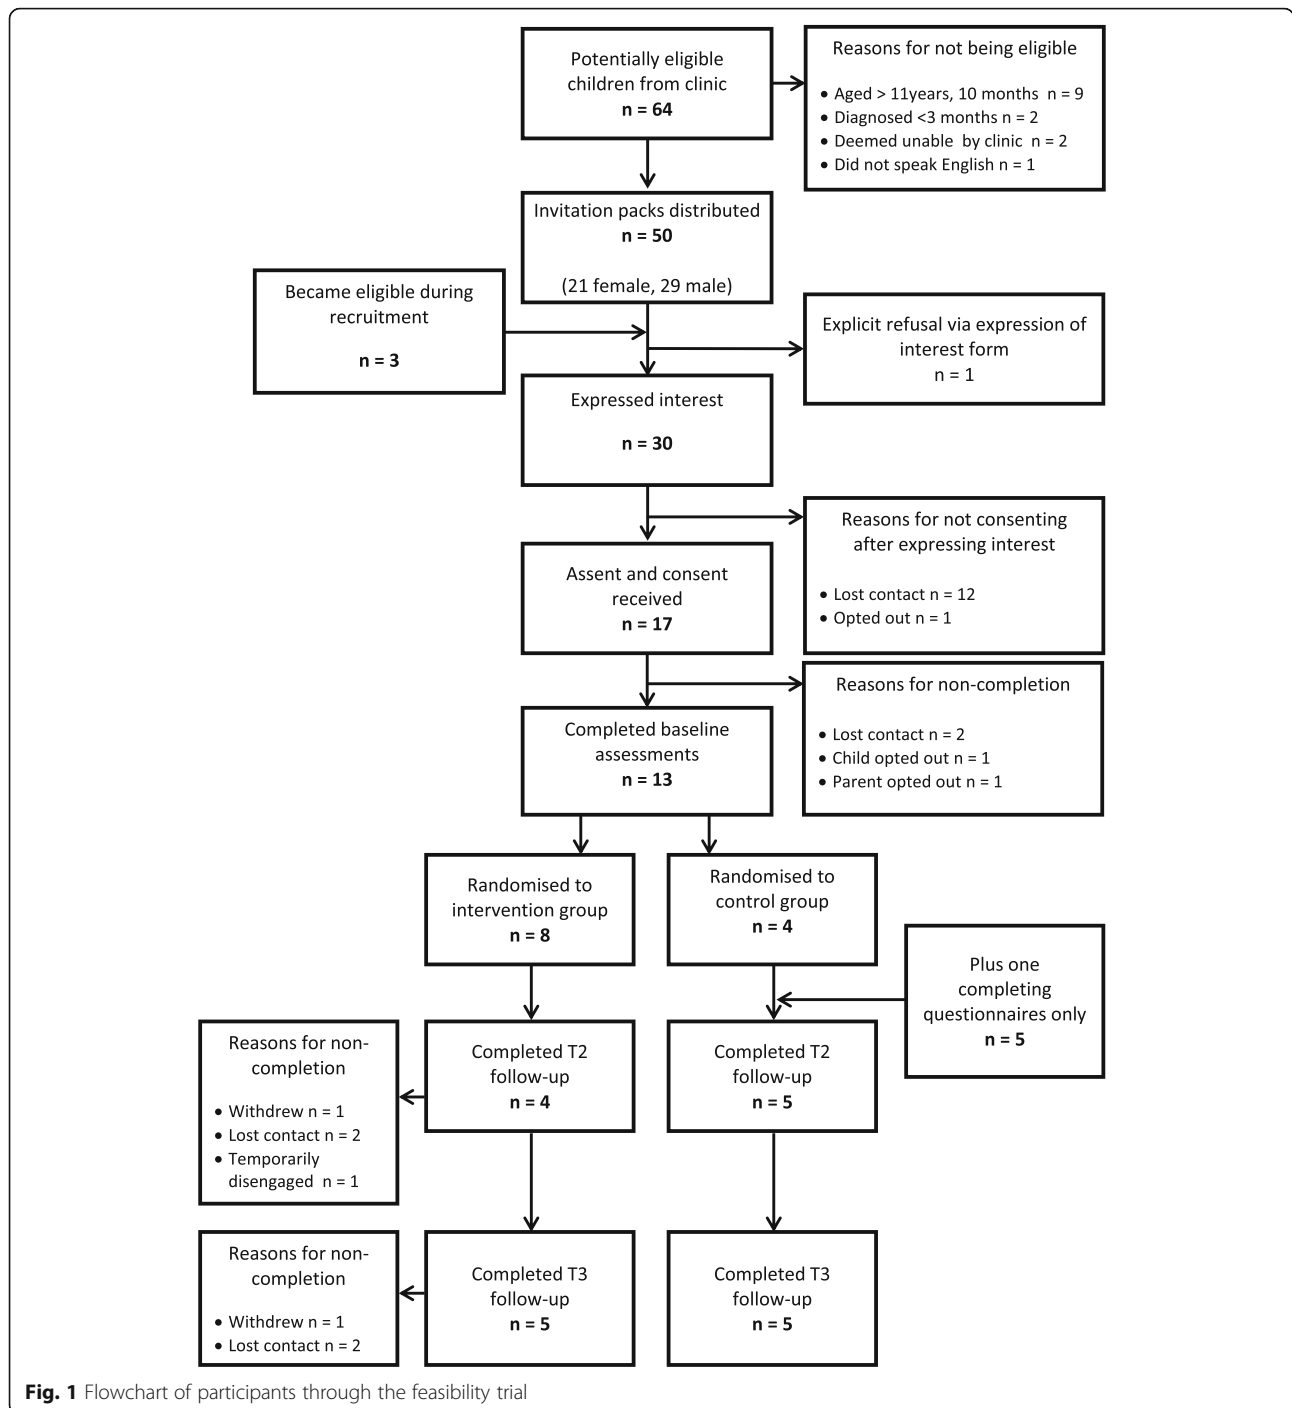 Potentially eligible
children from clinic
n = 64
Reasons for not being eligible
• Aged > 11years, 10 months n = 9
• Diagnosed <3 months n = 2
• Deemed unable by clinic n = 2
• Did not speak English n = 1
Invitation packs distributed
n = 50
(21 female, 29 male)
Became eligible during
recruitment
n = 3
Explicit refusal via expression of
interest form
n = 1
Expressed interest
n = 30
Reasons for not consenting
after expressing interest
• Lost contact n = 12
• Opted out n = 1
Assent and consent
received
n = 17
Reasons for non-completion
• Lost contact n = 2
• Child opted out n = 1
• Parent opted out n = 1
Completed baseline
assessments
n = 13
Randomised to
intervention group
n = 8
Randomised to
control group
n = 4
Plus one
completing
questionnaires only
n = 5
Reasons for non-
completion
• Withdrew n = 1
• Lost contact n = 2
• Temporarily
disengaged n = 1
Completed T2
follow-up
n = 4
Completed T2
follow-up
n = 5
Reasons for non-
completion
• Withdrew n = 1
• Lost contact n = 2
Completed T3
follow-up
n = 5
Completed T3
follow-up
n = 5
Fig. 1 Flowchart of participants through the feasibility trial